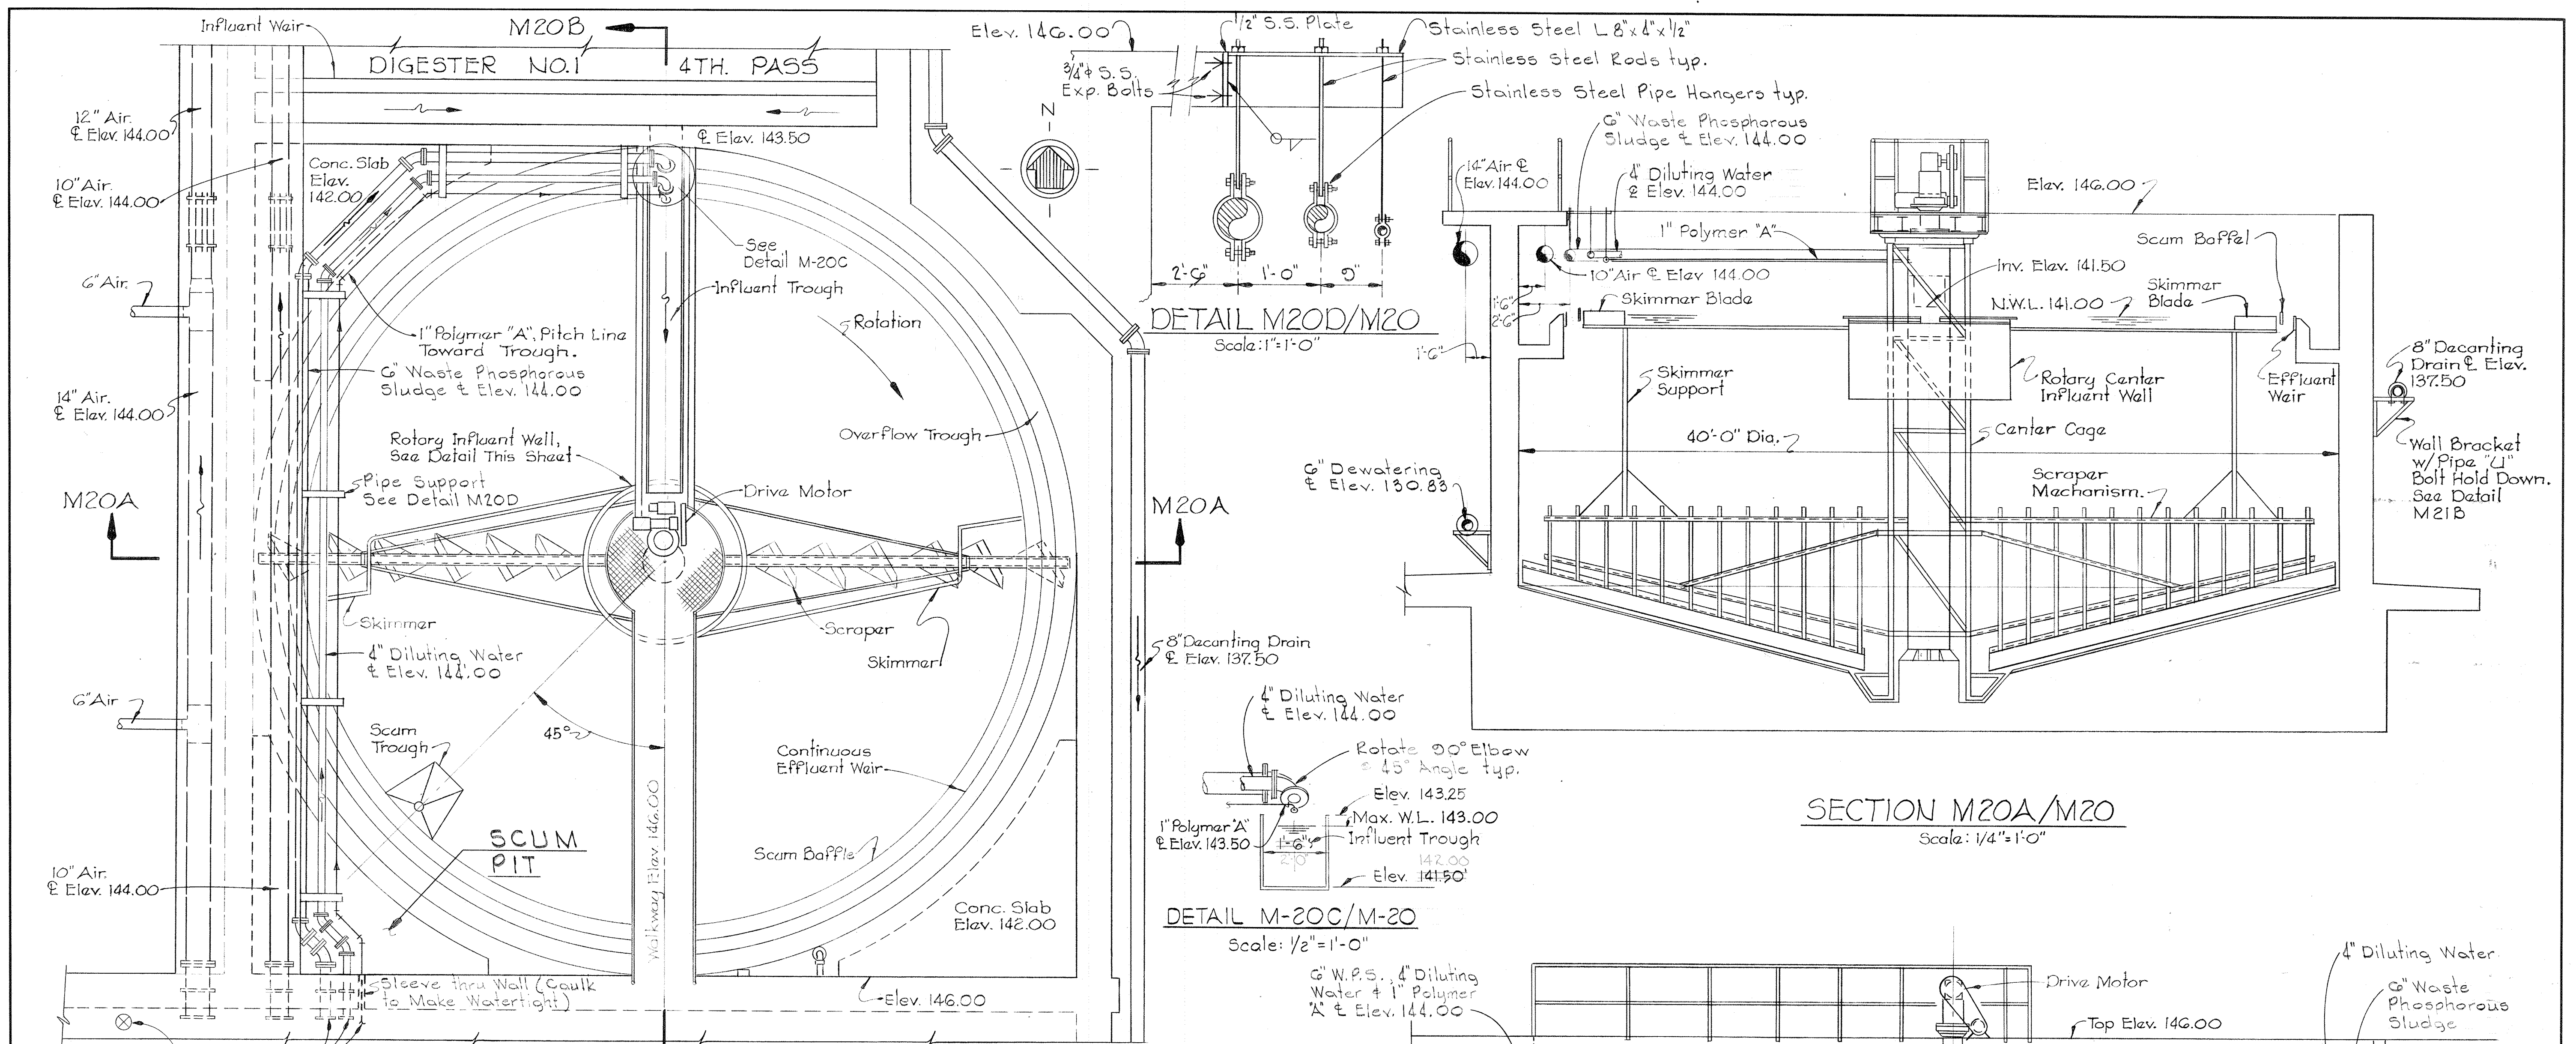 Influent Weir
M20B
DIGESTER NO.1 4TH. PASS
12" Air.
℄ Elev. 144.00
10" Air.
℄ Elev. 144.00
6" Air.
14" Air.
℄ Elev. 144.00
M20A
6" Air
10" Air.
℄ Elev. 144.00
Conc. Slab
Elev.
142.00
℄ Elev. 143.50
See
Detail M-20C
Influent Trough
Rotation
1" Polymer "A", Pitch Line
Toward Trough.
6" Waste Phosphorous
Sludge ℄ Elev. 144.00
Overflow Trough
Rotary Influent Well,
See Detail This Sheet
Pipe Support
See Detail M20D
Drive Motor
M20A
Skimmer
Scraper
Skimmer
4" Diluting Water
℄ Elev. 144.00
8" Decanting Drain
℄ Elev. 137.50
45°
Scum
Trough
Continuous
Effluent Weir
SCUM
PIT
Scum Baffle
Walkway Elev. 146.00
Conc. Slab
Elev. 142.00
Sleeve thru Wall (Caulk
to Make Watertight)
Elev. 146.00
N
Elev. 146.00
1/2" S.S. Plate
Stainless Steel L 8"x4"x1/2"
3/4"φ S.S.
Exp. Bolts
Stainless Steel Rods typ.
Stainless Steel Pipe Hangers typ.
2'-6" 1'-0" 9"
DETAIL M20D/M20
Scale: 1"=1'-0"
6" Waste Phosphorous
Sludge ℄ Elev. 144.00
14" Air ℄
Elev. 144.00
4" Diluting Water
℄ Elev. 144.00
1" Polymer "A"
10" Air ℄ Elev 144.00
1'-6"
2'-6"
1'-6"
Skimmer Blade
Elev. 146.00
Scum Baffel
Inv. Elev. 141.50
N.W.L. 141.00
Skimmer
Blade
Skimmer
Support
Rotary Center
Influent Well
Effluent
Weir
8" Decanting
Drain ℄ Elev.
137.50
40'-0" Dia.
Center Cage
Wall Bracket
w/ Pipe "U"
Bolt Hold Down.
See Detail
M21B
6" Dewatering
℄ Elev. 130.83
Scraper
Mechanism.
SECTION M20A/M20
Scale: 1/4"=1'-0"
4" Diluting Water
℄ Elev. 144.00
Rotate 90° Elbow
45° Angle typ.
Elev. 143.25
Max. W.L. 143.00
1" Polymer "A"
℄ Elev. 143.50
1'-6"
2'-0"
Influent Trough
142.00
Elev. 141.50'
DETAIL M-20C/M-20
Scale: 1/2"=1'-0"
6" W.P.S., 4" Diluting
Water & 1" Polymer
"A" ℄ Elev. 144.00
Drive Motor
Top Elev. 146.00
4" Diluting Water
6" Waste
Phosphorous
Sludge